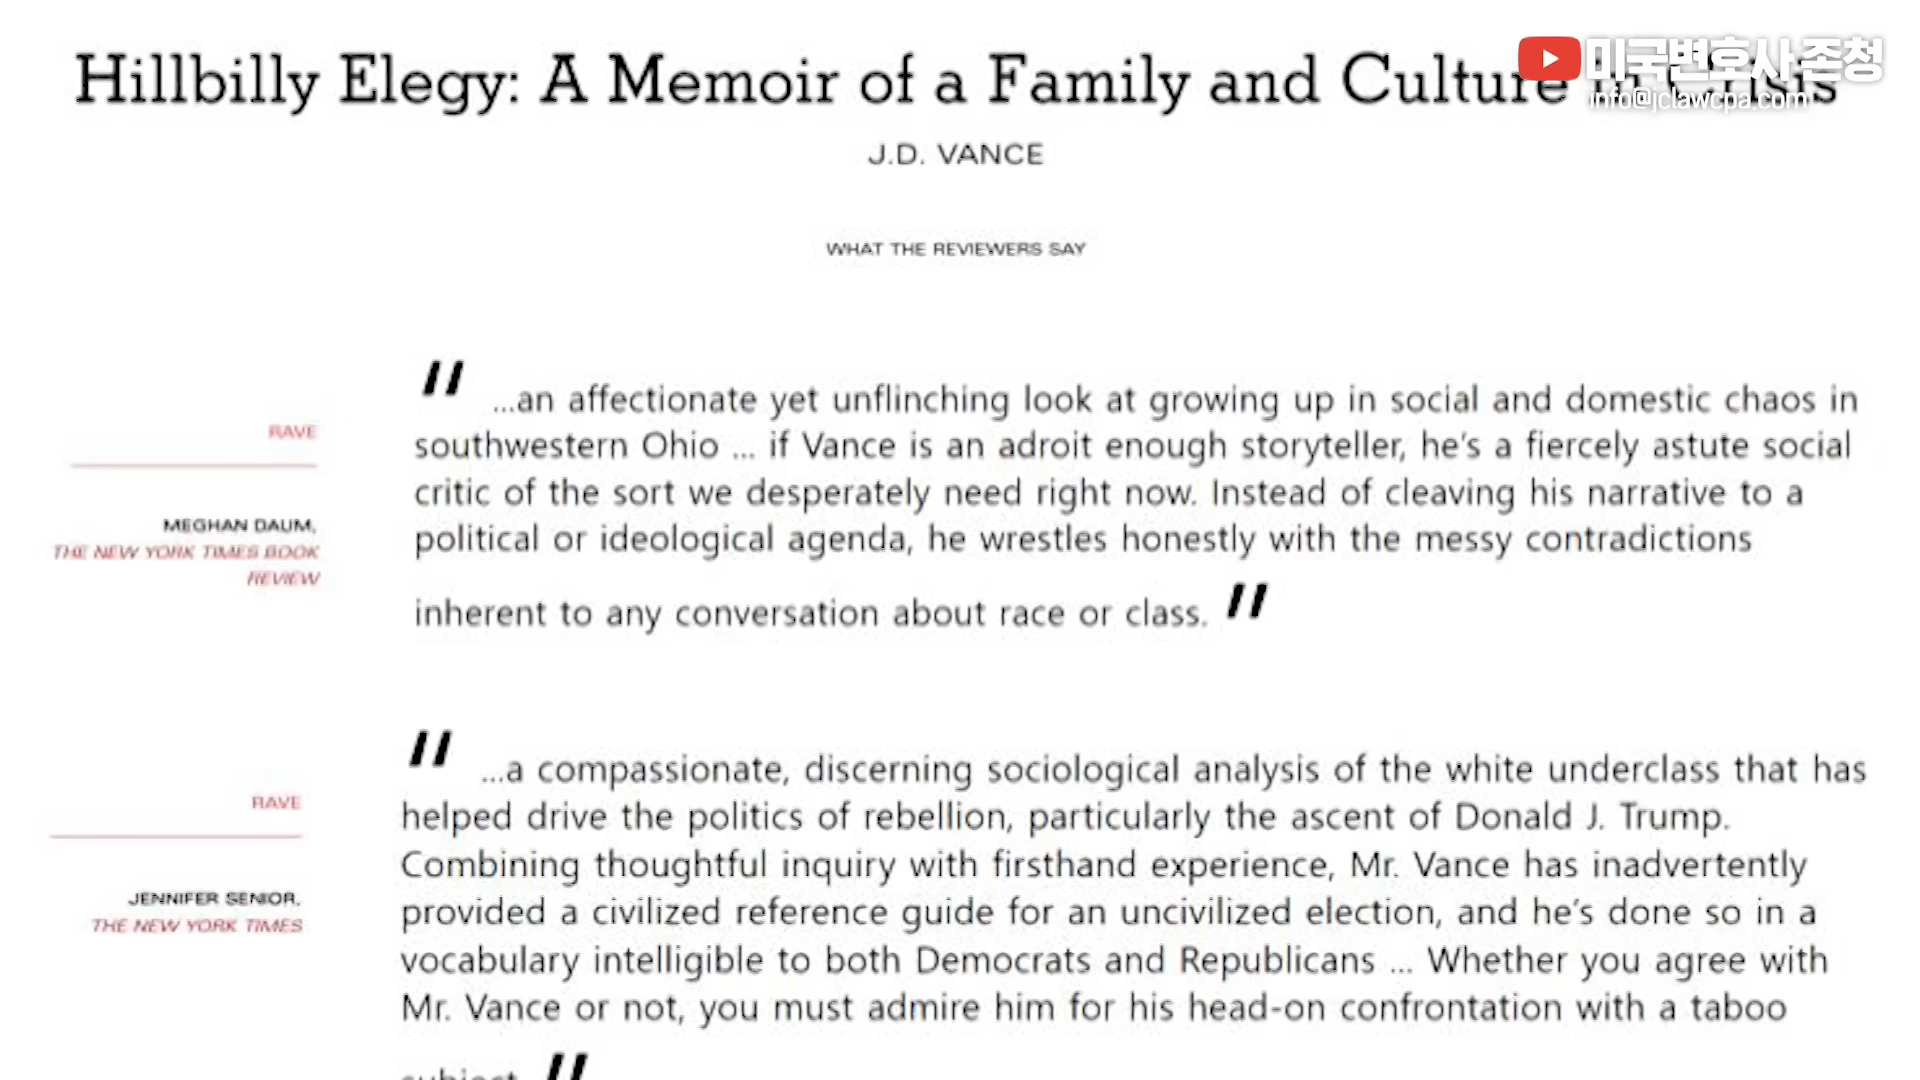 Hillbilly Elegy: A Memoir of a Family and Culture in Crisis
미국변호사 존청
info@jclawcpa.com
J.D. VANCE
WHAT THE REVIEWERS SAY
RAVE
MEGHAN DAUM,
THE NEW YORK TIMES BOOK
REVIEW
" ...an affectionate yet unflinching look at growing up in social and domestic chaos in
southwestern Ohio ... if Vance is an adroit enough storyteller, he's a fiercely astute social
critic of the sort we desperately need right now. Instead of cleaving his narrative to a
political or ideological agenda, he wrestles honestly with the messy contradictions
inherent to any conversation about race or class. "
RAVE
JENNIFER SENIOR,
THE NEW YORK TIMES
" ...a compassionate, discerning sociological analysis of the white underclass that has
helped drive the politics of rebellion, particularly the ascent of Donald J. Trump.
Combining thoughtful inquiry with firsthand experience, Mr. Vance has inadvertently
provided a civilized reference guide for an uncivilized election, and he's done so in a
vocabulary intelligible to both Democrats and Republicans ... Whether you agree with
Mr. Vance or not, you must admire him for his head-on confrontation with a taboo
subject. "